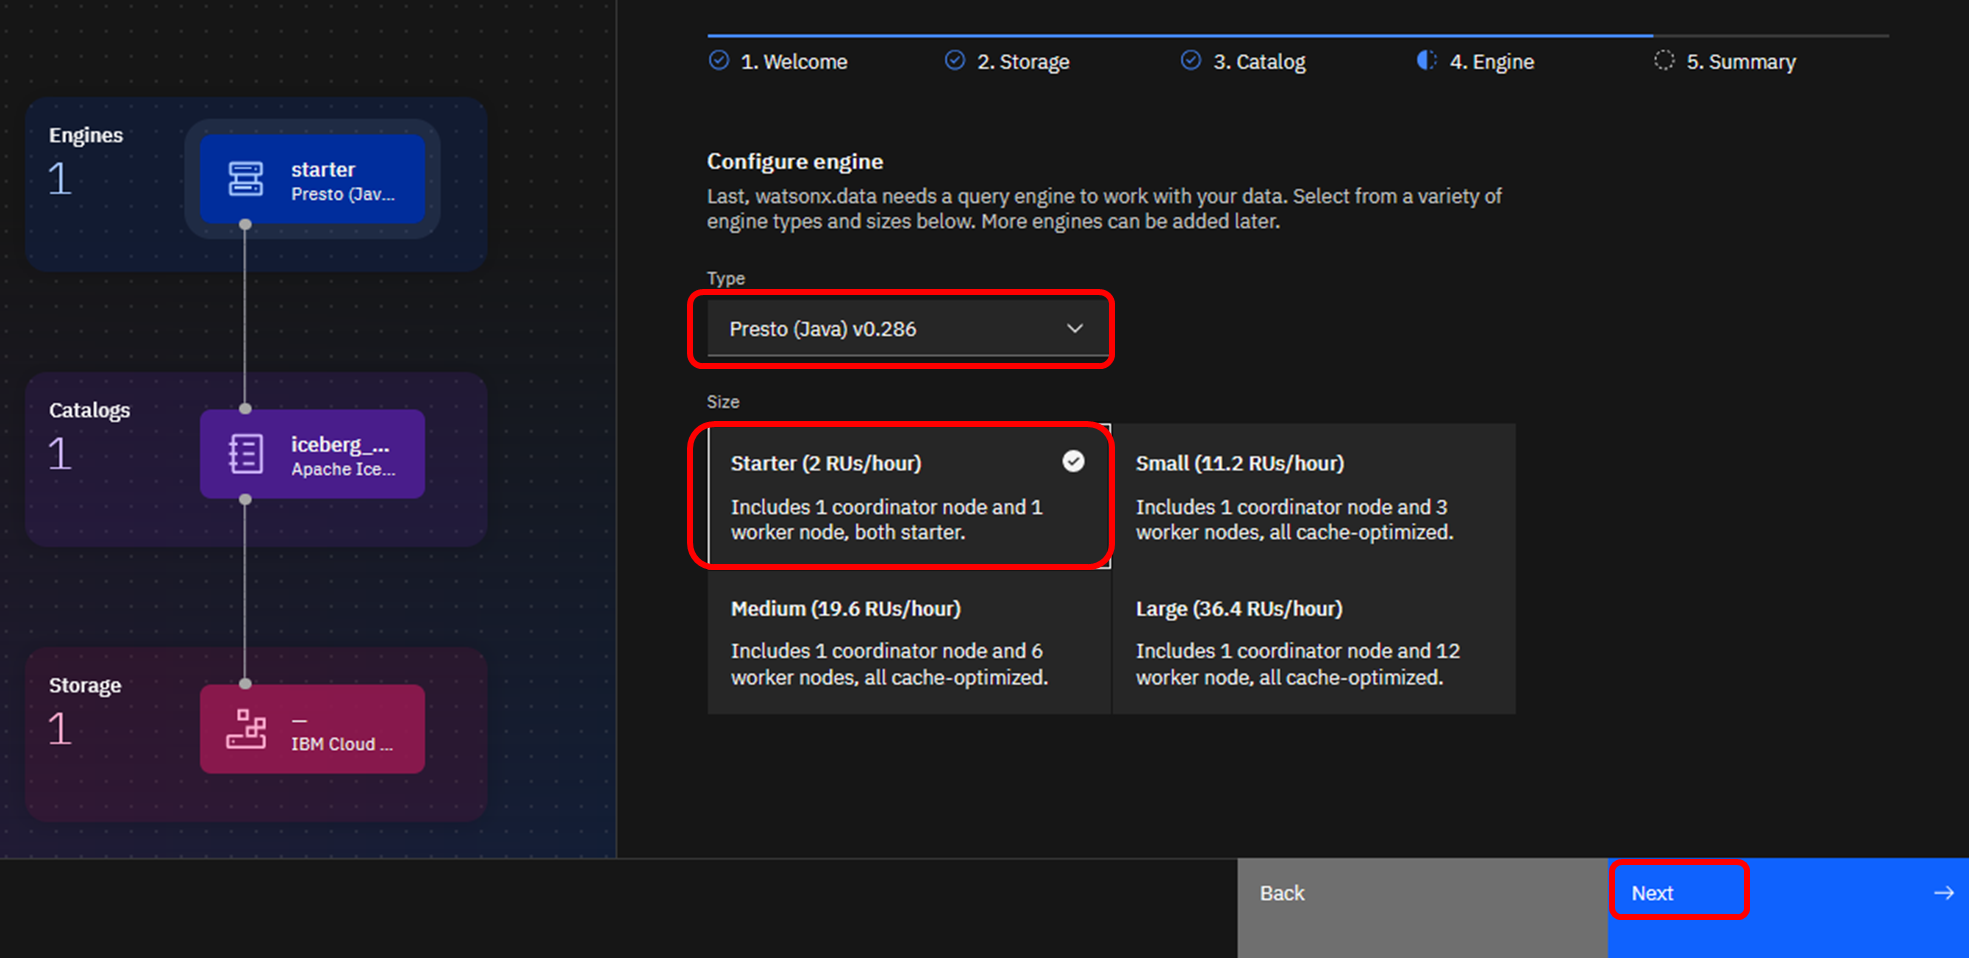 1. Welcome
2. Storage
3. Catalog
4. Engine
5. Summary
Engines
1
starter
Presto (Jav...
Catalogs
1
iceberg_...
Apache Ice...
Storage
1
–
IBM Cloud ...
Configure engine
Last, watsonx.data needs a query engine to work with your data. Select from a variety of
engine types and sizes below. More engines can be added later.
Type
Presto (Java) v0.286
Size
Starter (2 RUs/hour)
Includes 1 coordinator node and 1
worker node, both starter.
Small (11.2 RUs/hour)
Includes 1 coordinator node and 3
worker nodes, all cache-optimized.
Medium (19.6 RUs/hour)
Includes 1 coordinator node and 6
worker nodes, all cache-optimized.
Large (36.4 RUs/hour)
Includes 1 coordinator node and 12
worker node, all cache-optimized.
Back
Next